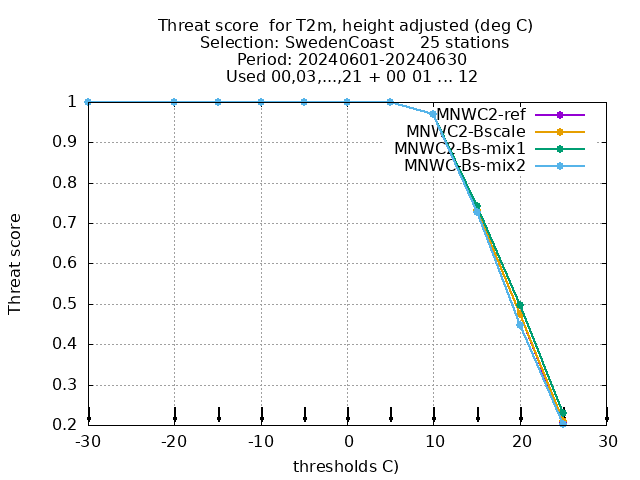 Threat score  for T2m, height adjusted (deg C)
Selection: SwedenCoast     25 stations
Period: 20240601-20240630
Used 00,03,...,21 + 00 01 ... 12
Threat score
1
0.9
0.8
0.7
0.6
0.5
0.4
0.3
0.2
MNWC2-ref
MNWC2-Bscale
MNWC2-Bs-mix1
MNWC-Bs-mix2
-30 -20 -10 0 10 20 30
thresholds C)